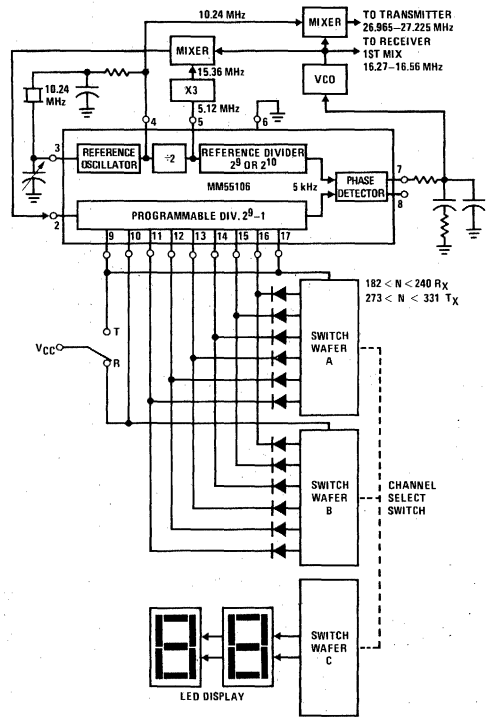 10.24 MHz
MIXER
TO TRANSMITTER
26.965–27.225 MHz
TO RECEIVER
1ST MIX
16.27–16.56 MHz
MIXER
15.36 MHz
X3
VCO
10.24
MHz
5.12 MHz
4
5
6
3
REFERENCE
OSCILLATOR
÷2
REFERENCE DIVIDER
2⁹ OR 2¹⁰
MM55106
5 kHz
PHASE
DETECTOR
7
8
2
PROGRAMMABLE DIV. 2⁹–1
9 10 11 12 13 14 15 16 17
182 < N < 240 RX
273 < N < 331 TX
T
VCC
R
SWITCH
WAFER
A
SWITCH
WAFER
B
CHANNEL
SELECT
SWITCH
SWITCH
WAFER
C
88
LED DISPLAY